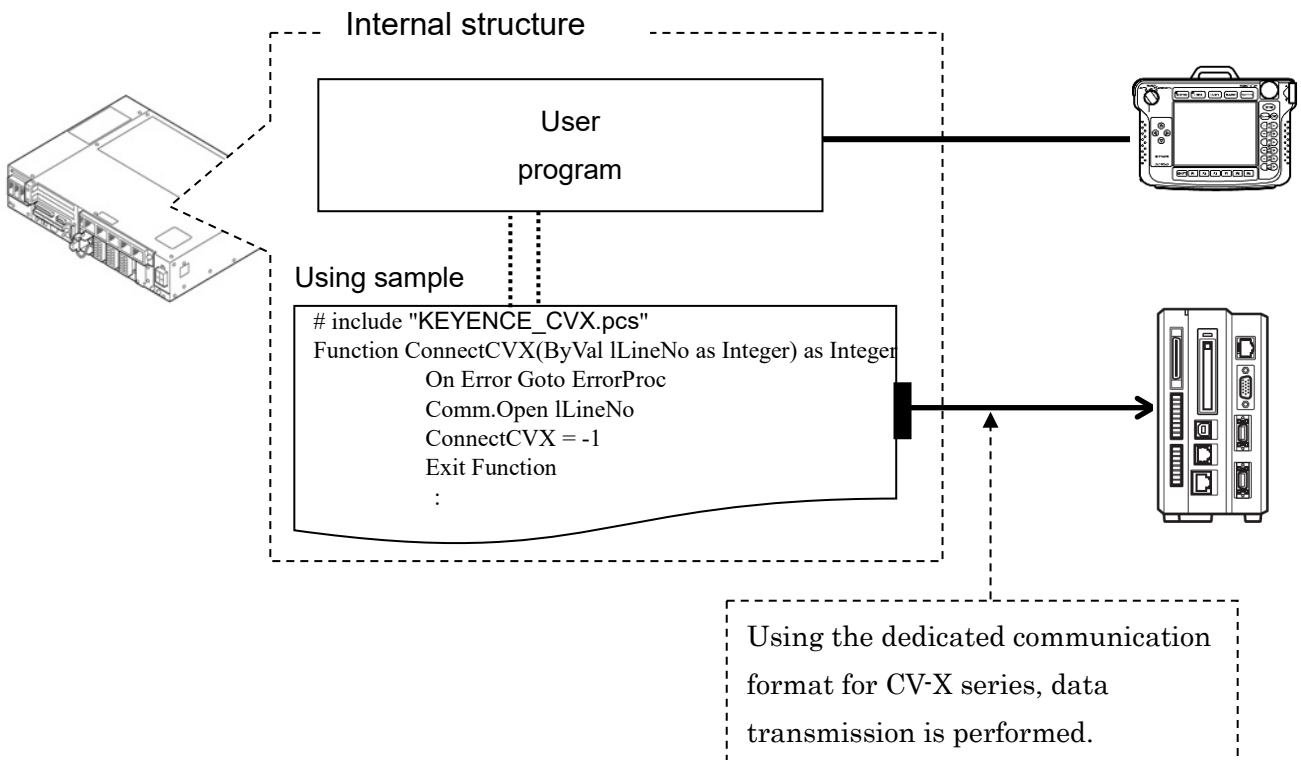 Internal structure
User
program
Using sample
# include "KEYENCE_CVX.pcs"
Function ConnectCVX(ByVal lLineNo as Integer) as Integer
On Error Goto ErrorProc
Comm.Open lLineNo
ConnectCVX = -1
Exit Function
:
Using the dedicated communication
format for CV-X series, data
transmission is performed.